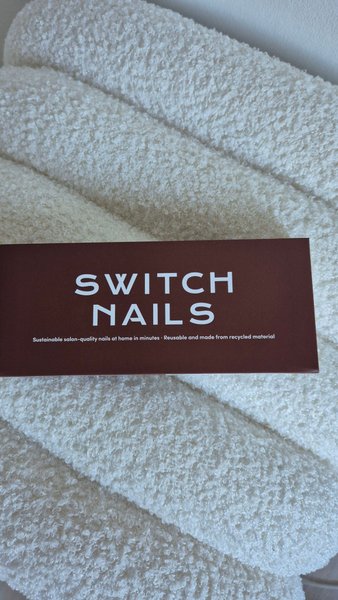 SWITCH
NAILS
Sustainable salon-quality nails at home in minutes · Reusable and made from recycled material